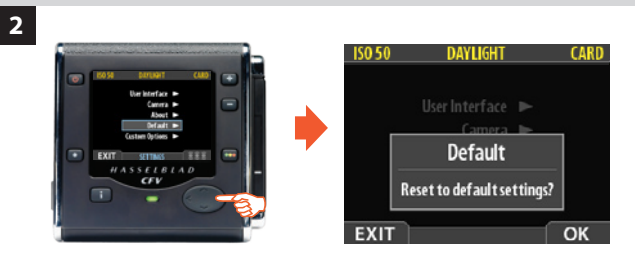 2
ISO 50 DAYLIGHT CARD
User Interface
Camera
About
Default
Custom Options
EXIT SETTINGS
HASSELBLAD
CFV
i
ISO 50 DAYLIGHT CARD
User Interface
Camera
Default
Reset to default settings?
EXIT OK